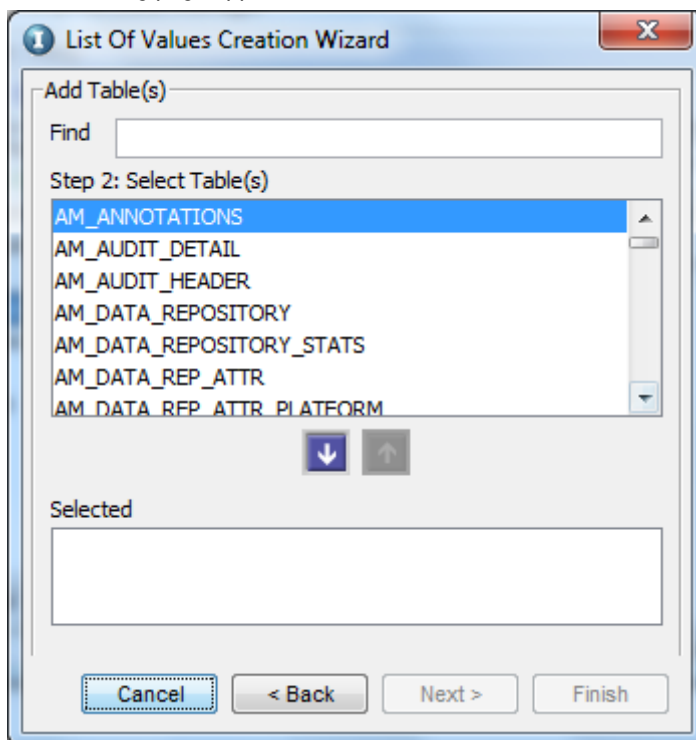 List Of Values Creation Wizard
Add Table(s)
Find
Step 2: Select Table(s)
AM_ANNOTATIONS
AM_AUDIT_DETAIL
AM_AUDIT_HEADER
AM_DATA_REPOSITORY
AM_DATA_REPOSITORY_STATS
AM_DATA_REP_ATTR
AM_DATA_REP_ATTR_PLATFORM
Selected
Cancel < Back Next > Finish